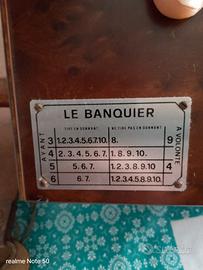 LE BANQUIER
TIRE EN DONNANT NE TIRE PAS EN DONNANT
AYANT
A VOLONTE
3 1.2.3.4.5.6.7.10. 8. 9
4 2.3.4.5.6.7. 1.8.9.10.
5 5.6.7. 1.2.3.8.9.10 4
6 6.7. 1.2.3.4.5.8.9.10.
realme Note 50